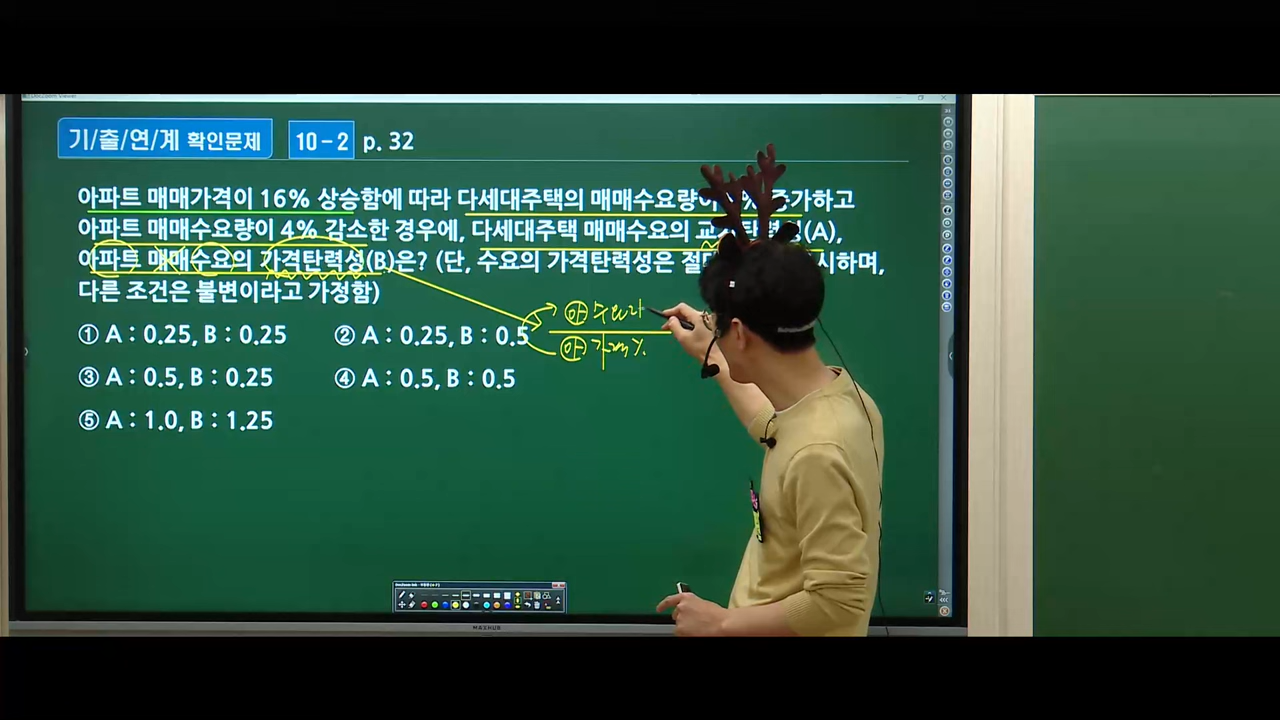 기/출/연/계 확인문제 10-2 p. 32
아파트 매매가격이 16% 상승함에 따라 다세대주택의 매매수요량이 % 증가하고
아파트 매매수요량이 4% 감소한 경우에, 다세대주택 매매수요의 교차탄력성(A),
아파트 매매수요의 가격탄력성(B)은? (단, 수요의 가격탄력성은 시하며,
다른 조건은 불변이라고 가정함)
① A : 0.25, B : 0.25 ② A : 0.25, B : 0.5
③ A : 0.5, B : 0.25 ④ A : 0.5, B : 0.5
⑤ A : 1.0, B : 1.25
아 수요
아 가
MAXHUB